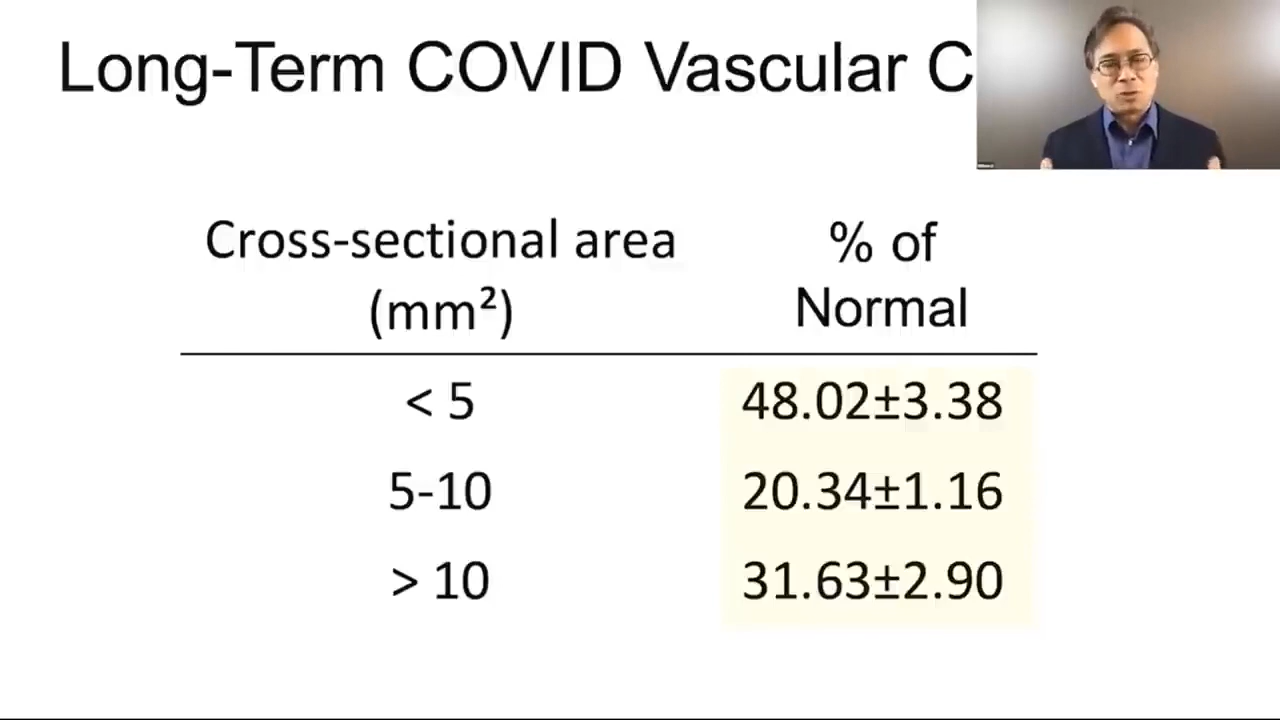 Long-Term COVID Vascular C
Cross-sectional area
(mm²)
% of
Normal
< 5
48.02±3.38
5-10
20.34±1.16
> 10
31.63±2.90